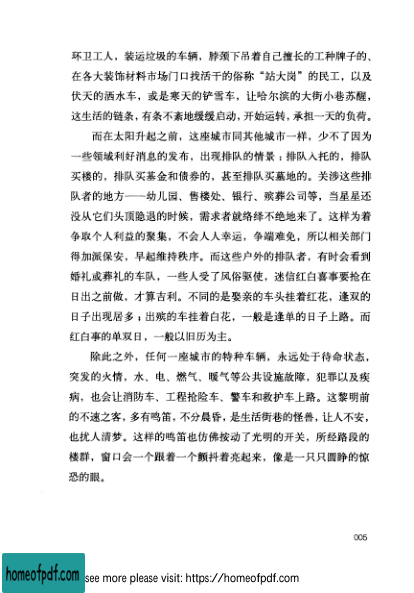 环卫工人，装运垃圾的车辆，脖颈下吊着自己擅长的工种牌子的、
在各大装饰材料市场门口找活干的俗称“站大岗”的民工，以及
伏天的洒水车，或是寒天的铲雪车，让哈尔滨的大街小巷苏醒，
这生活的链条，有条不紊地缓缓启动，开始运转，承担一天的负荷。
而在太阳升起之前，这座城市同其他城市一样，少不了因为
一些领域利好消息的发布，出现排队的情景：排队入托的，排队
买楼的，排队买基金和债券的，甚至排队买墓地的。关涉这些排
队者的地方——幼儿园、售楼处、银行、殡葬公司等，当星星还
没从它们头顶隐退的时候，需求者就络绎不绝地来了。这样为着
争取个人利益的聚集，不会人人幸运，争端难免，所以相关部门
得加派保安，早起维持秩序。而这些户外的排队者，有时会看到
婚礼或葬礼的车队，一些人受了风俗驱使，迷信红白喜事要抢在
日出之前做，才算吉利。不同的是娶亲的车头挂着红花，逢双的
日子出现居多；出殡的车挂着白花，一般是逢单的日子上路。而
红白事的单双日，一般以旧历为主。
除此之外，任何一座城市的特种车辆，永远处于待命状态，
突发的火情，水、电、燃气、暖气等公共设施故障，犯罪以及疾
病，也会让消防车、工程抢险车、警车和救护车上路。这黎明前
的不速之客，多有鸣笛，不分晨昏，是生活街巷的怪兽，让人不安，
也扰人清梦。这样的鸣笛也仿佛按动了光明的开关，所经路段的
楼群，窗口会一个跟着一个颤抖着亮起来，像是一只只圆睁的惊
恐的眼。
005
homeofpdf.com
see more please visit: https://homeofpdf.com